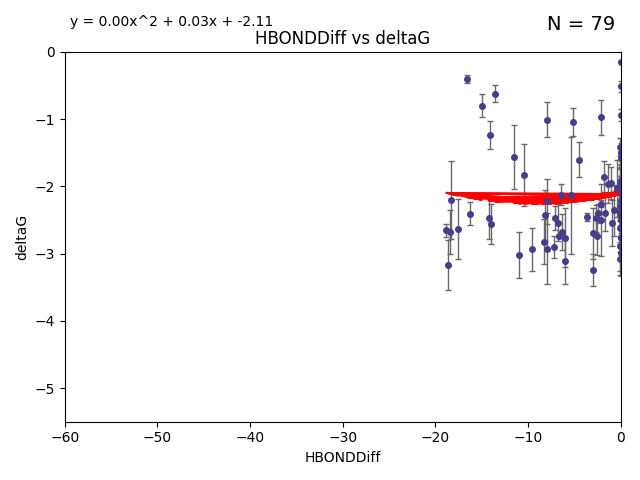 y = 0.00x^2 + 0.03x + -2.11
N = 79
HBONDDiff vs deltaG
0
−1
−2
−3
−4
−5
deltaG
−60 −50 −40 −30 −20 −10 0
HBONDDiff